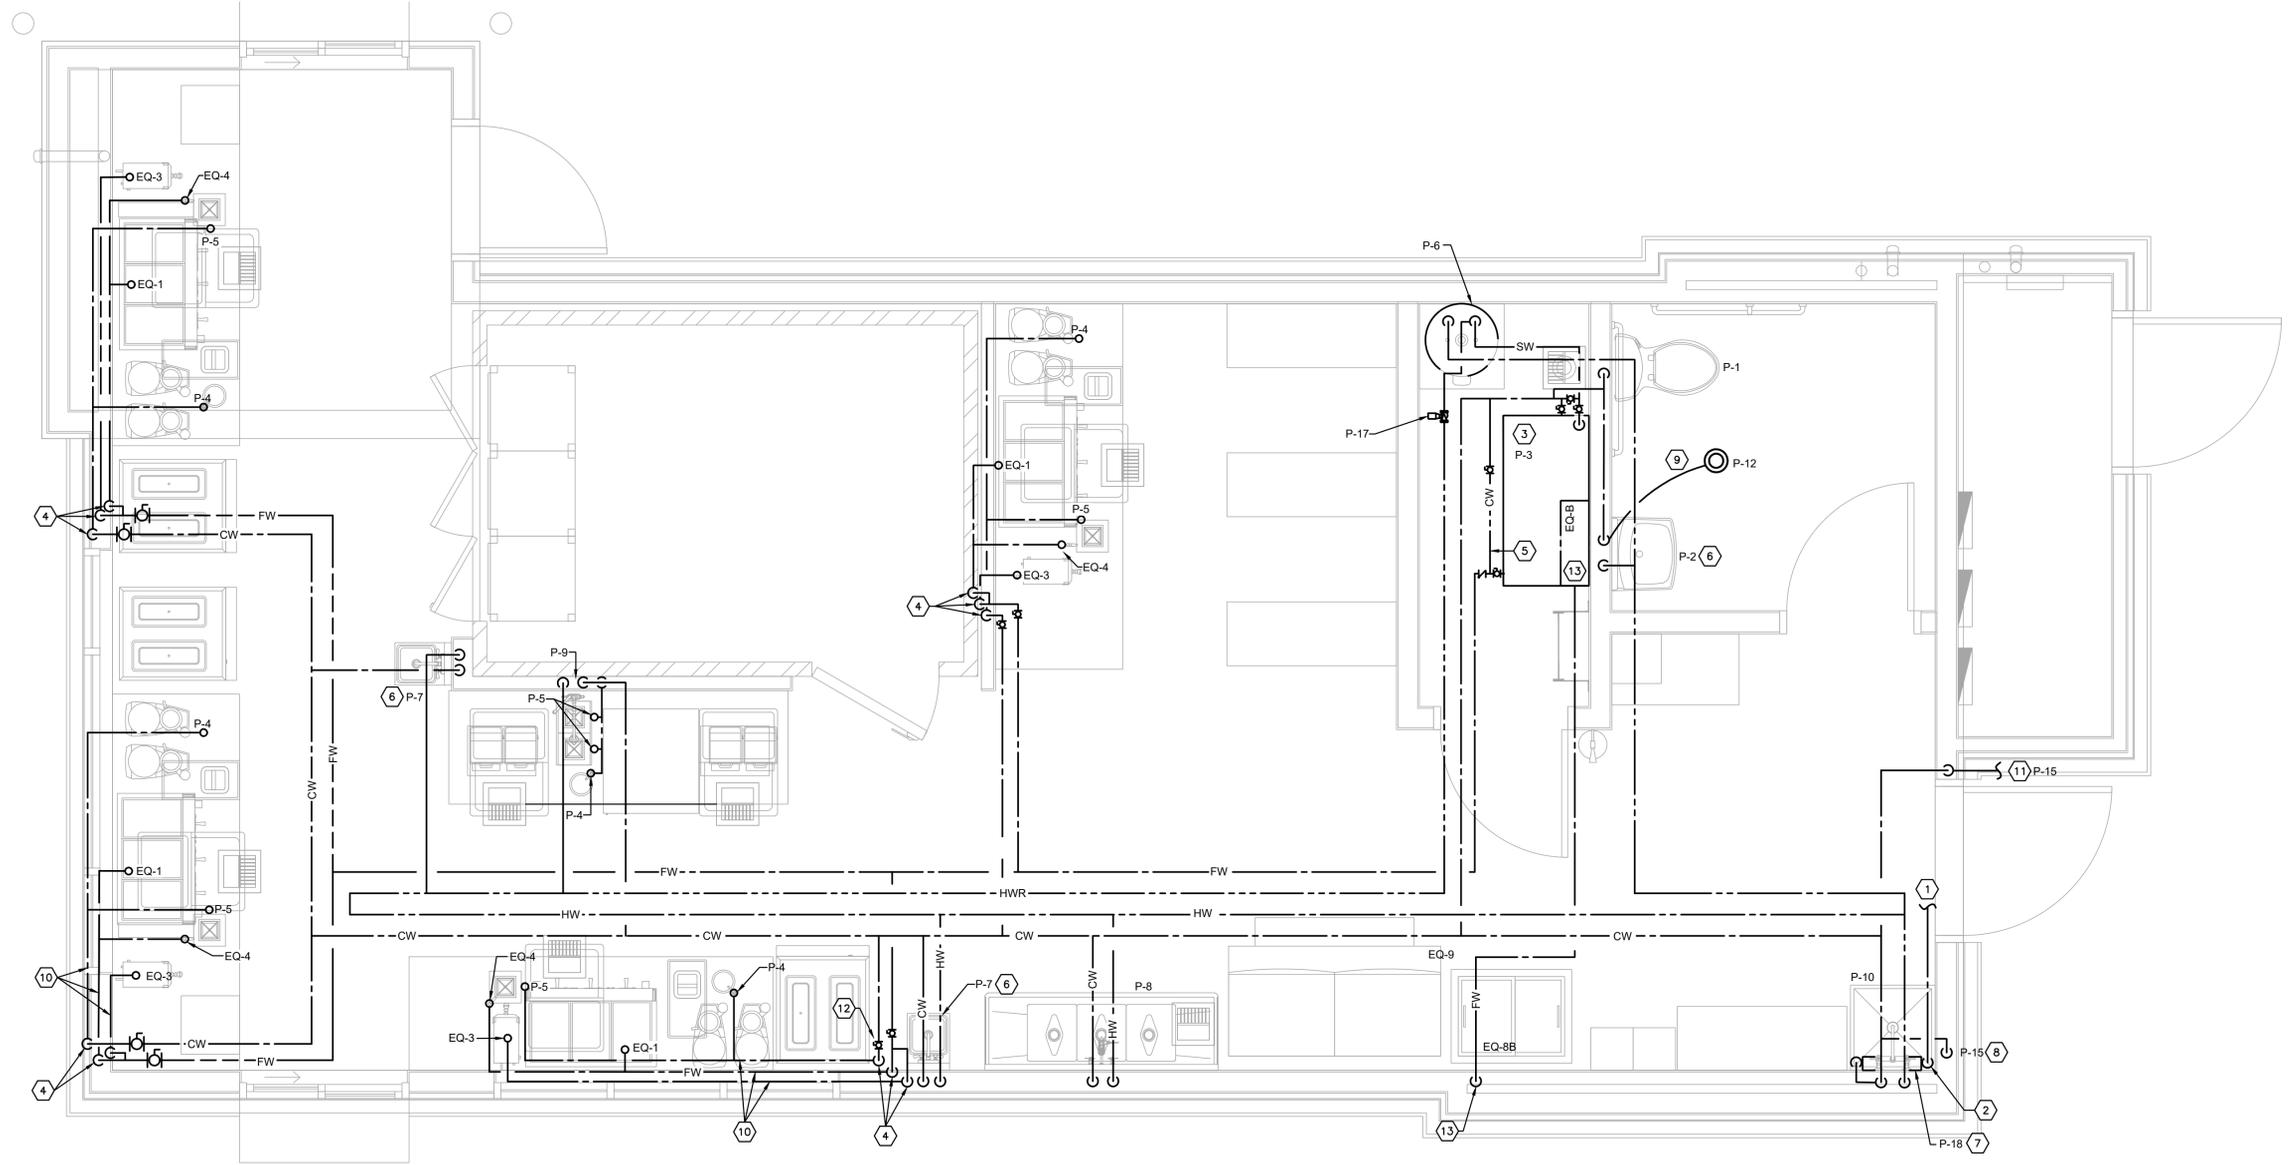 EQ-3
EQ-4
P-5
EQ-1
P-6
P-4
P-4
SW
P-1
P-17
3
P-3
9
P-12
EQ-1
4
FW
CW
CW
P-5
EQ-B
EQ-4
5
P-2 6
EQ-3
13
4
P-9
6 P-7
P-5
P-4
FW
CW
11 P-15
P-4
EQ-1
FW
FW
1
HWR
P-5
HW
HW
CW
CW
CW
CW
EQ-4
EQ-4
P-4
HW
EQ-9
10
EQ-3
CW
P-10
P-5
P-7 6
P-8
12
CW
HW
FW
EQ-3
CW
EQ-1
EQ-8B
P-15 8
FW
FW
4
2
10
4
13
P-18 7